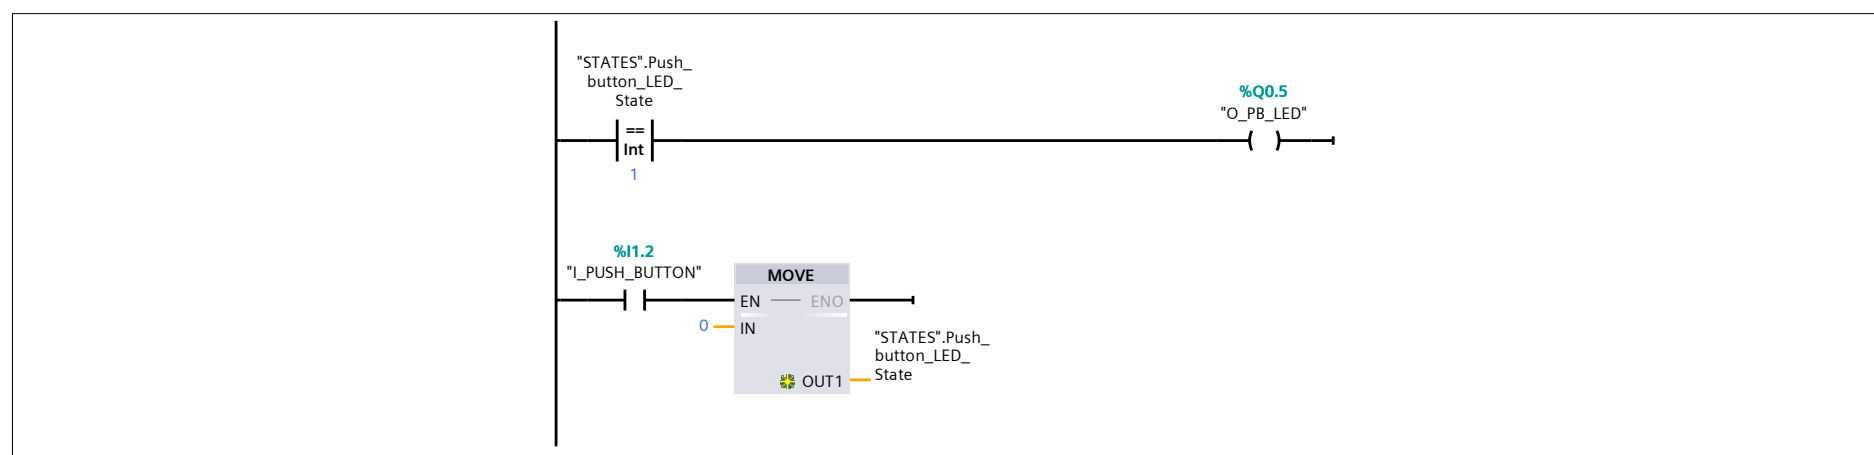 "STATES".Push_
button_LED_
State
==
Int
1
%Q0.5
"O_PB_LED"
%I1.2
"I_PUSH_BUTTON"
MOVE
EN
ENO
0
IN
OUT1
"STATES".Push_
button_LED_
State